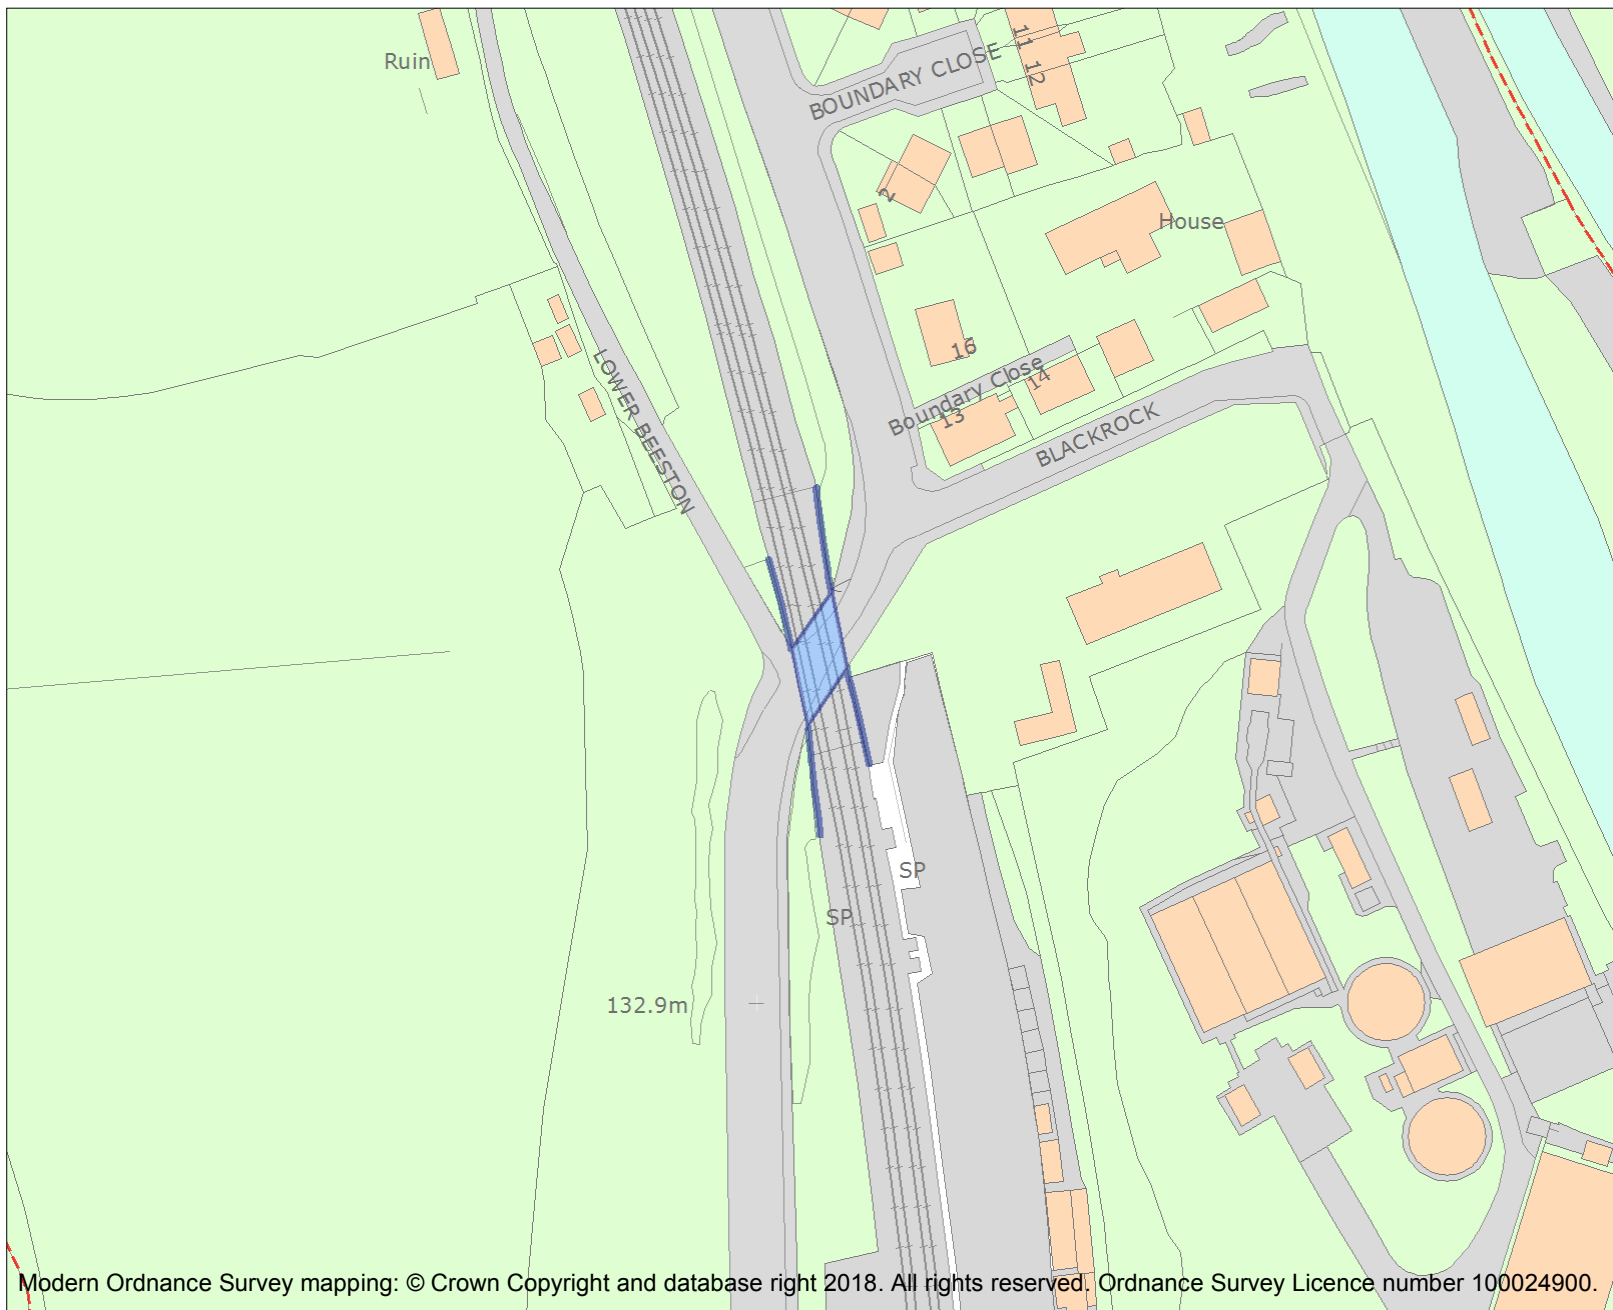 Ruin
BOUNDARY CLOSE
11
12
2
House
16
Boundary Close
14
13
LOWER BEESTON
BLACKROCK
SP
SP
132.9m
Modern Ordnance Survey mapping: © Crown Copyright and database right 2018. All rights reserved. Ordnance Survey Licence number 100024900.